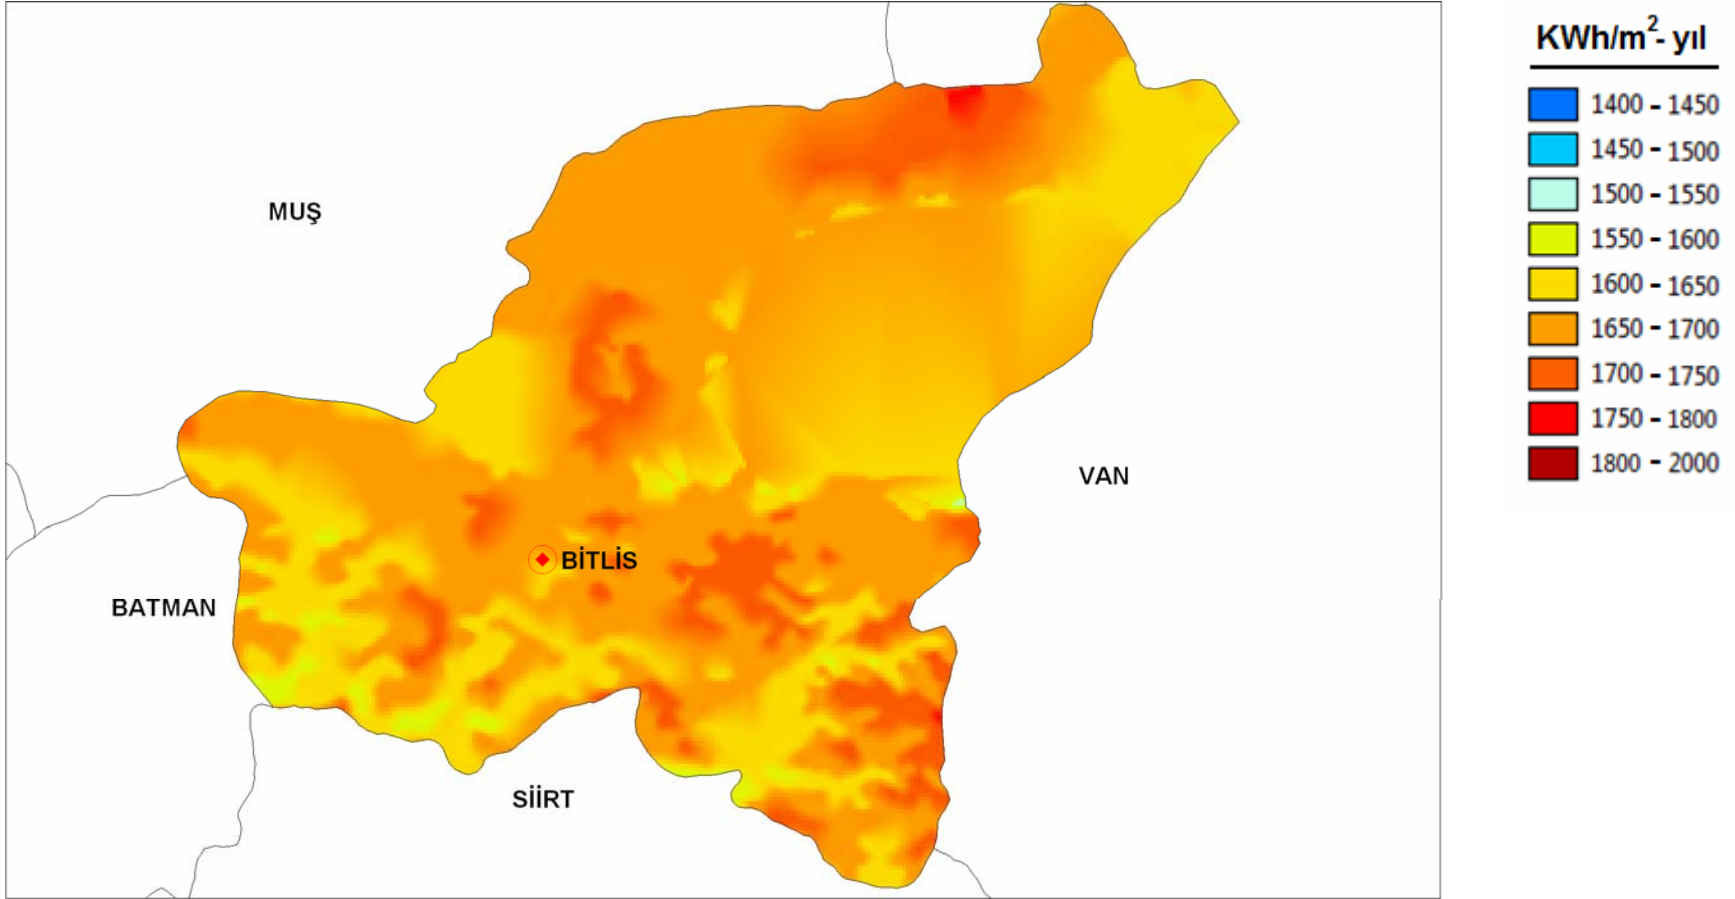 KWh/m²- yıl
1400 - 1450
1450 - 1500
1500 - 1550
1550 - 1600
1600 - 1650
1650 - 1700
1700 - 1750
1750 - 1800
1800 - 2000
MUŞ
VAN
BİTLİS
BATMAN
SİİRT